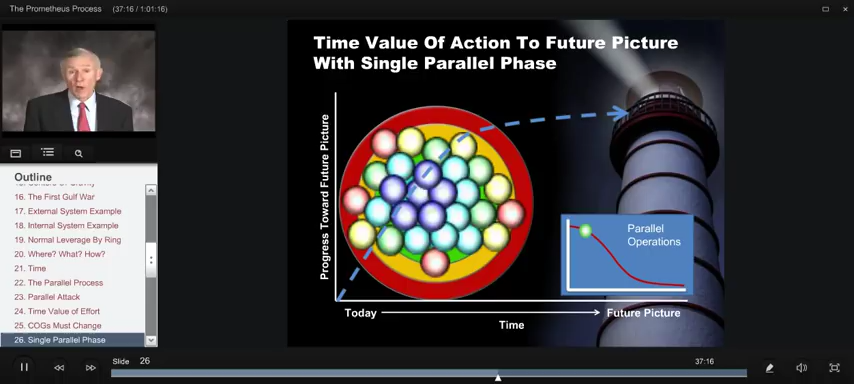 The Prometheus Process (37:16 / 1:01:16)
Time Value Of Action To Future Picture
With Single Parallel Phase
Progress Toward Future Picture
Parallel
Operations
Today
Future Picture
Time
Outline
16. The First Gulf War
17. External System Example
18. Internal System Example
19. Normal Leverage By Ring
20. Where? What? How?
21. Time
22. The Parallel Process
23. Parallel Attack
24. Time Value of Effort
25. COGs Must Change
26. Single Parallel Phase
Slide 26
37:16